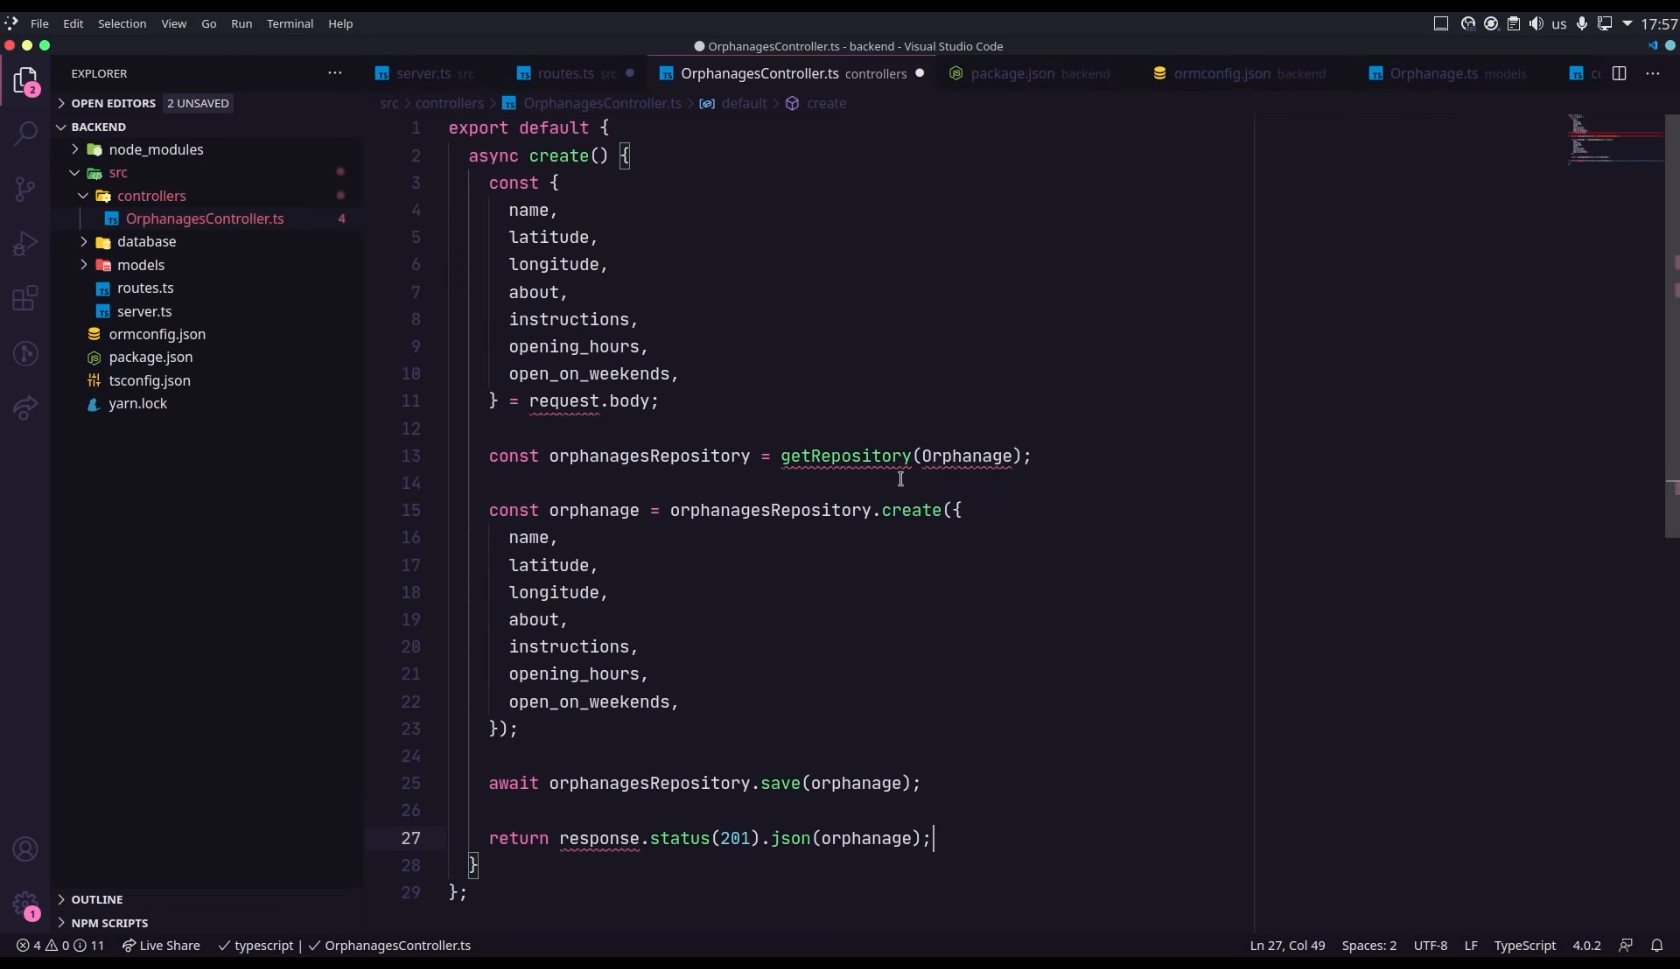 File Edit Selection View Go Run Terminal Help us 17:57
OrphanagesController.ts - backend - Visual Studio Code
EXPLORER
server.ts src routes.ts src OrphanagesController.ts controllers package.json backend ormconfig.json backend Orphanage.ts models
OPEN EDITORS 2 UNSAVED
src > controllers > OrphanagesController.ts > default > create
BACKEND
node_modules
src
controllers
OrphanagesController.ts 4
database
models
routes.ts
server.ts
ormconfig.json
package.json
tsconfig.json
yarn.lock
OUTLINE
NPM SCRIPTS
2
1
1 export default {
2 async create() {
3 const {
4 name,
5 latitude,
6 longitude,
7 about,
8 instructions,
9 opening_hours,
10 open_on_weekends,
11 } = request.body;
12
13 const orphanagesRepository = getRepository(Orphanage);
14
15 const orphanage = orphanagesRepository.create({
16 name,
17 latitude,
18 longitude,
19 about,
20 instructions,
21 opening_hours,
22 open_on_weekends,
23 });
24
25 await orphanagesRepository.save(orphanage);
26
27 return response.status(201).json(orphanage);
28 }
29 };
4 0 11 Live Share typescript | OrphanagesController.ts Ln 27, Col 49 Spaces: 2 UTF-8 LF TypeScript 4.0.2